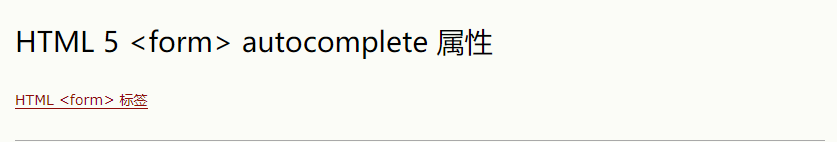 HTML 5 <form> autocomplete 属性
HTML <form> 标签